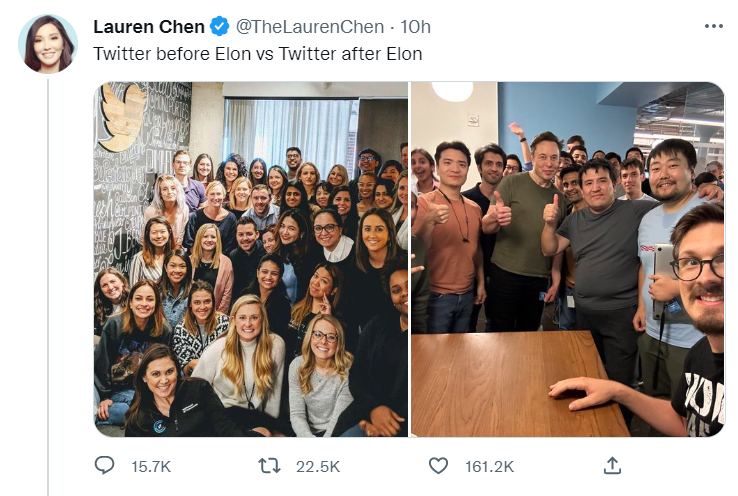 Lauren Chen @TheLaurenChen · 10h
Twitter before Elon vs Twitter after Elon
15.7K 22.5K 161.2K